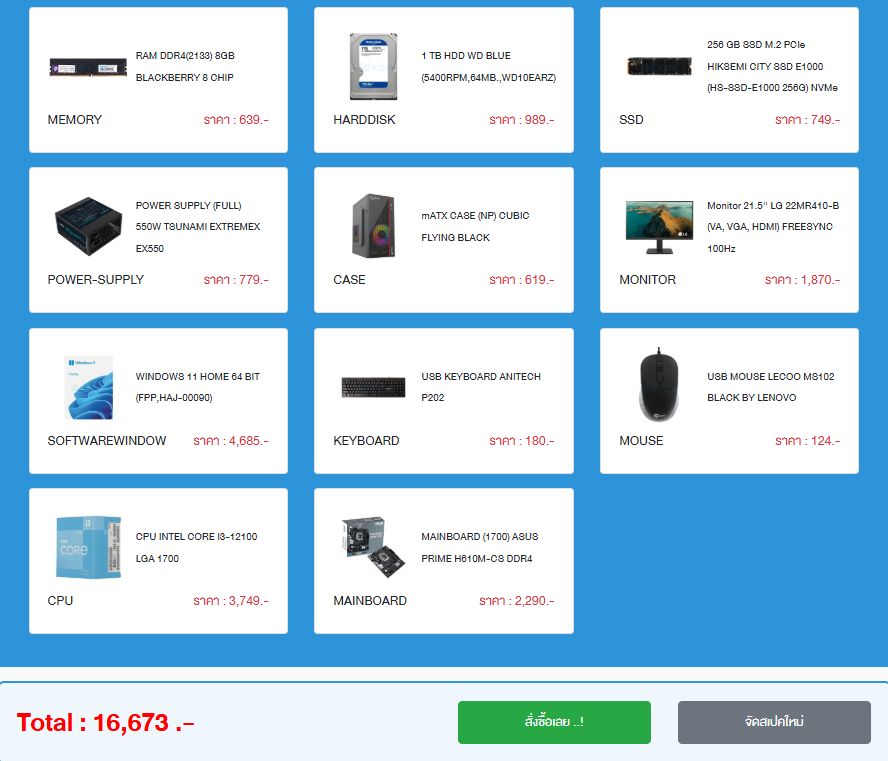 RAM DDR4(2133) 8GB
BLACKBERRY 8 CHIP
MEMORY
ราคา : 639.-
1 TB HDD WD BLUE
(5400RPM,64MB.,WD10EARZ)
HARDDISK
ราคา : 989.-
256 GB SSD M.2 PCIe
HIKSEMI CITY SSD E1000
(HS-SSD-E1000 256G) NVMe
SSD
ราคา : 749.-
POWER SUPPLY (FULL)
550W TSUNAMI EXTREMEX
EX550
POWER-SUPPLY
ราคา : 779.-
mATX CASE (NP) CUBIC
FLYING BLACK
CASE
ราคา : 619.-
Monitor 21.5'' LG 22MR410-B
(VA, VGA, HDMI) FREESYNC
100Hz
MONITOR
ราคา : 1,870.-
WINDOWS 11 HOME 64 BIT
(FPP,HAJ-00090)
SOFTWAREWINDOW
ราคา : 4,685.-
USB KEYBOARD ANITECH
P202
KEYBOARD
ราคา : 180.-
USB MOUSE LECOO MS102
BLACK BY LENOVO
MOUSE
ราคา : 124.-
CORE
CPU INTEL CORE I3-12100
LGA 1700
CPU
ราคา : 3,749.-
MAINBOARD (1700) ASUS
PRIME H610M-CS DDR4
MAINBOARD
ราคา : 2,290.-
Total : 16,673 .-
สั่งซื้อเลย ..!
จัดสเปคใหม่